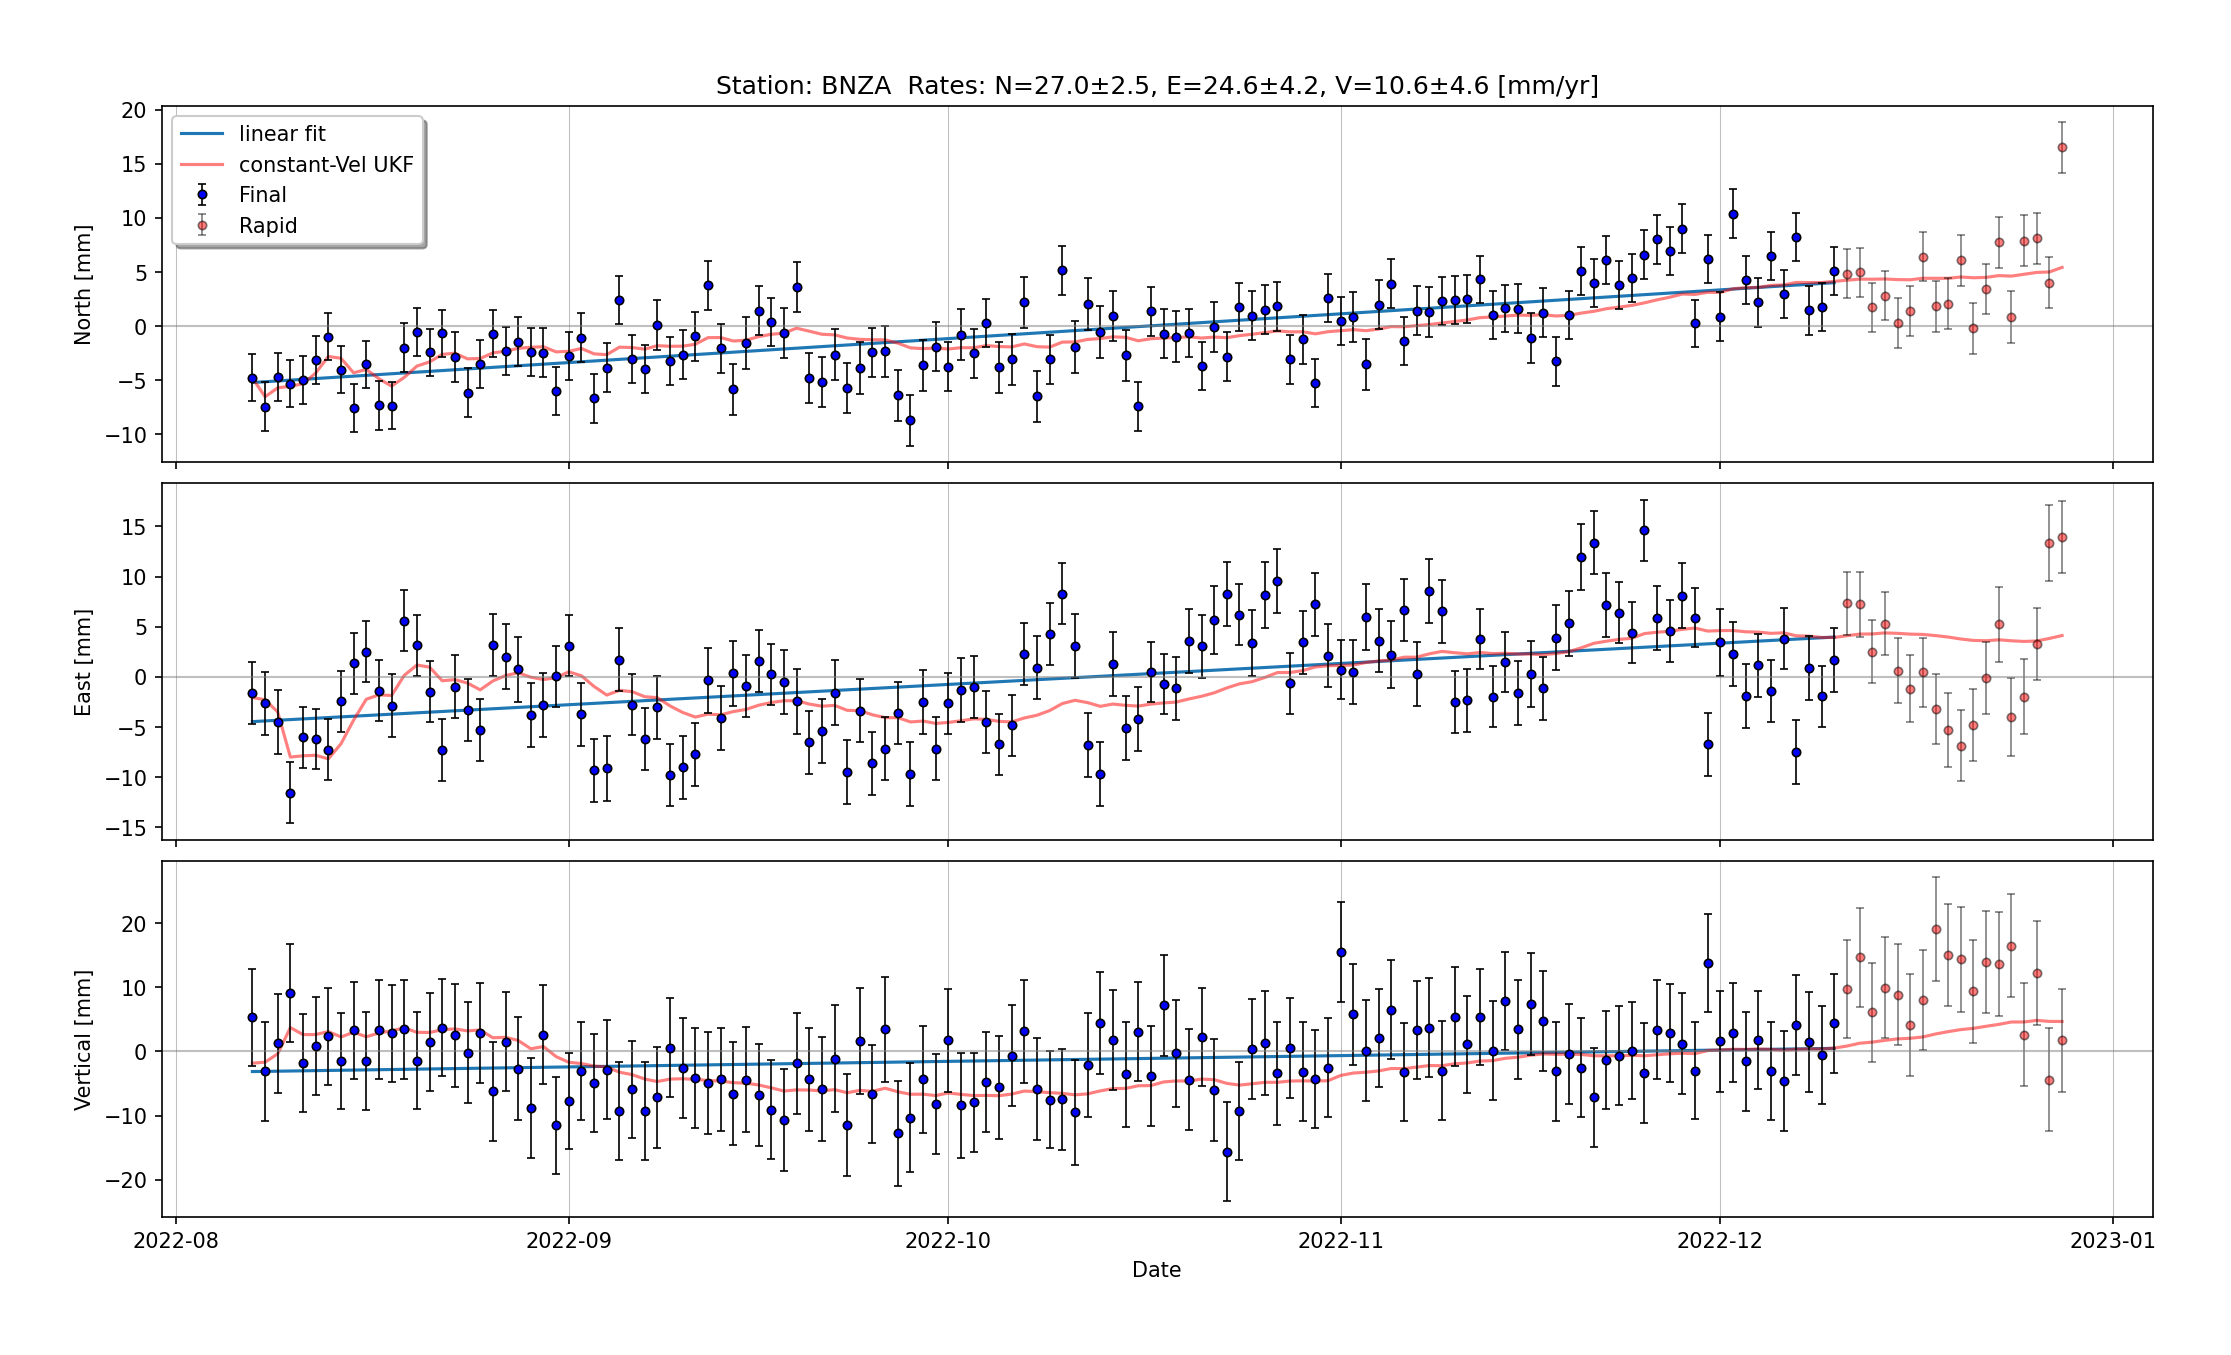 Station: BNZA  Rates: N=27.0±2.5, E=24.6±4.2, V=10.6±4.6 [mm/yr]
20
15
10
5
0
−5
−10
North [mm]
linear fit
constant-Vel UKF
Final
Rapid
15
10
5
0
−5
−10
−15
East [mm]
20
10
0
−10
−20
Vertical [mm]
2022-08 2022-09 2022-10 2022-11 2022-12 2023-01
Date